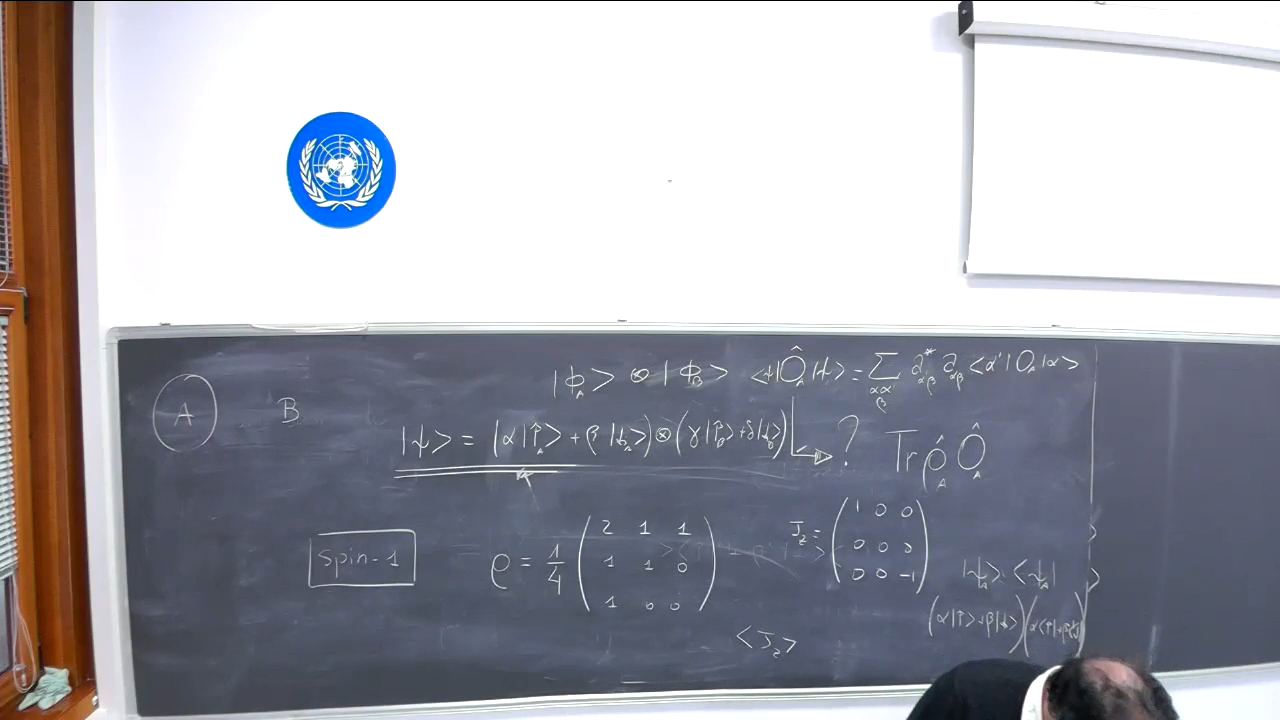 |Φ_A> ⊗ |Φ_B> <ψ|Ô_A|ψ> = Σ_{αα'β} a*_{α'β} a_{αβ} <α'|O_A|α>
A B
|ψ> = (α|↑_A> + β|↓_A>) ⊗ (γ|↑_B> + δ|↓_B>) ?
Tr ρ̂_A Ô_A
Spin-1
ρ = 1/4 ( 2 1 1
1 1 0
1 0 0 )
J_z = ( 1 0 0
0 0 0
0 0 -1 )
<J_z>
|ψ_A> <ψ_A|
(α|↑> + β|↓>)(α<↑| + β<↓|)